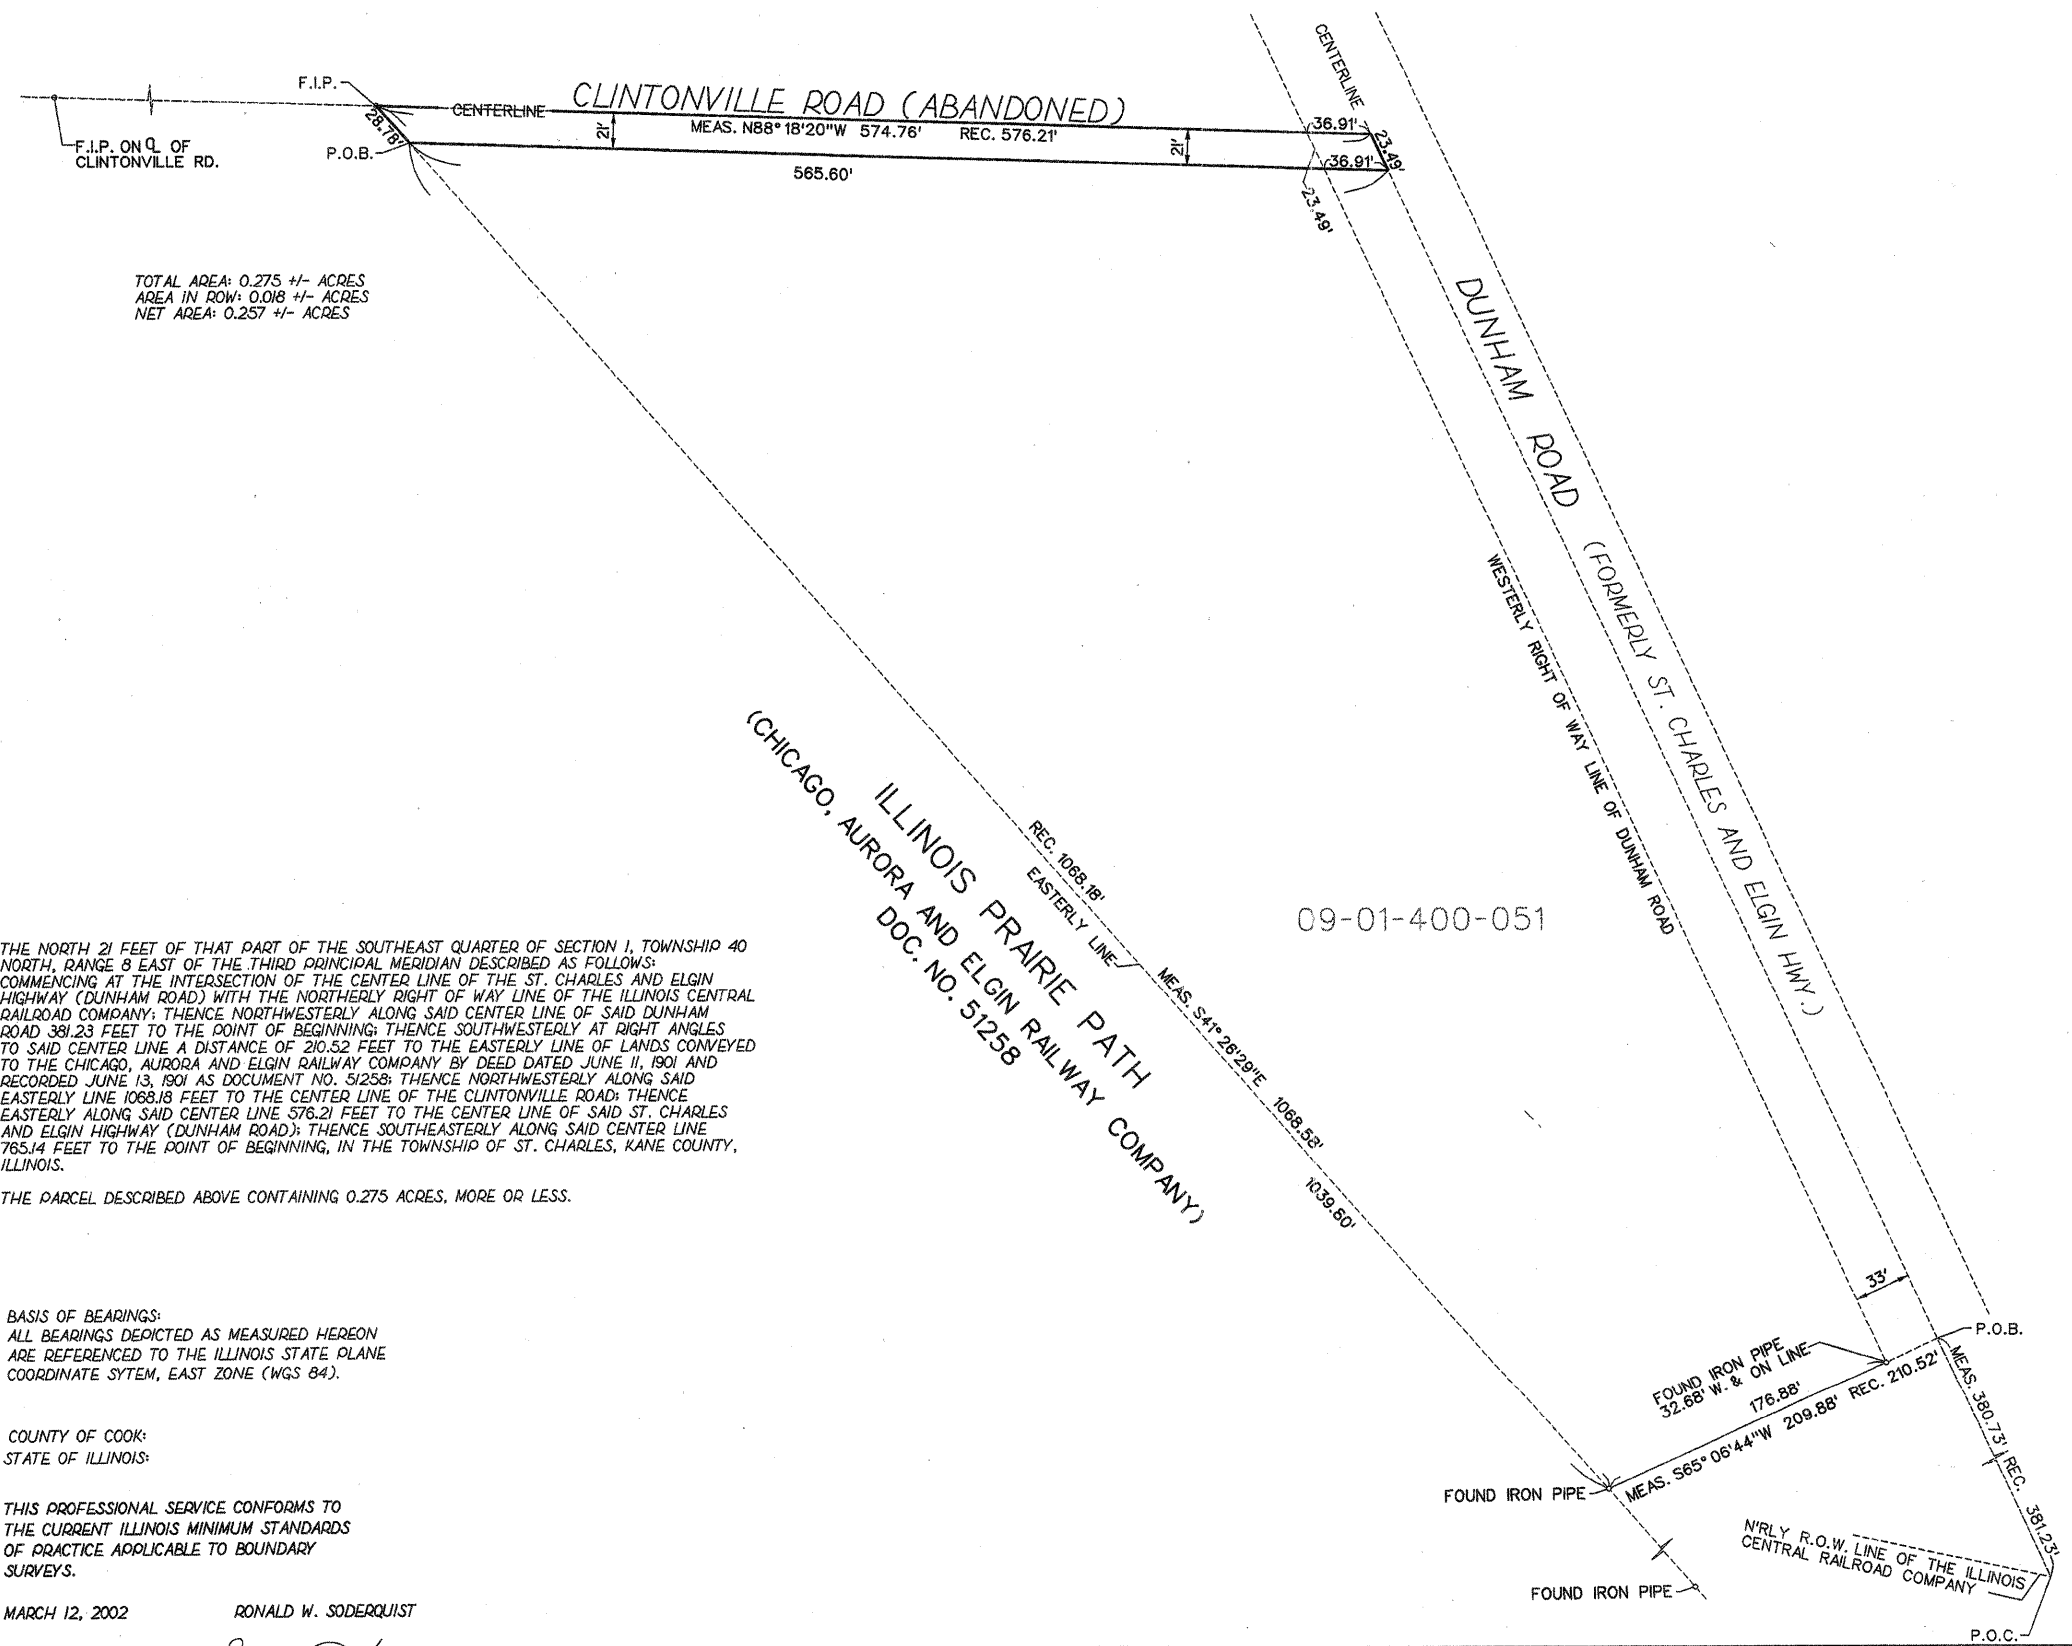 CENTERLINE
F.I.P.
CENTERLINE
CLINTONVILLE ROAD (ABANDONED)
36.91'
23.49'
28.78'
21'
MEAS. N88° 18'20"W 574.76' REC. 576.21'
21'
F.I.P. ON ℄ OF
CLINTONVILLE RD.
P.O.B.
36.91'
565.60'
23.49'
TOTAL AREA: 0.275 +/- ACRES
AREA IN ROW: 0.018 +/- ACRES
NET AREA: 0.257 +/- ACRES
DUNHAM ROAD (FORMERLY ST. CHARLES AND ELGIN HWY.)
WESTERLY RIGHT OF WAY LINE OF DUNHAM ROAD
ILLINOIS PRAIRIE PATH
(CHICAGO, AURORA AND ELGIN RAILWAY COMPANY)
DOC. NO. 51258
REC. 1068.18'
EASTERLY LINE
MEAS. S41° 26'29"E 1068.58'
1039.80'
09-01-400-051
THE NORTH 21 FEET OF THAT PART OF THE SOUTHEAST QUARTER OF SECTION 1, TOWNSHIP 40
NORTH, RANGE 8 EAST OF THE THIRD PRINCIPAL MERIDIAN DESCRIBED AS FOLLOWS:
COMMENCING AT THE INTERSECTION OF THE CENTER LINE OF THE ST. CHARLES AND ELGIN
HIGHWAY (DUNHAM ROAD) WITH THE NORTHERLY RIGHT OF WAY LINE OF THE ILLINOIS CENTRAL
RAILROAD COMPANY; THENCE NORTHWESTERLY ALONG SAID CENTER LINE OF SAID DUNHAM
ROAD 381.23 FEET TO THE POINT OF BEGINNING; THENCE SOUTHWESTERLY AT RIGHT ANGLES
TO SAID CENTER LINE A DISTANCE OF 210.52 FEET TO THE EASTERLY LINE OF LANDS CONVEYED
TO THE CHICAGO, AURORA AND ELGIN RAILWAY COMPANY BY DEED DATED JUNE 11, 1901 AND
RECORDED JUNE 13, 1901 AS DOCUMENT NO. 51258; THENCE NORTHWESTERLY ALONG SAID
EASTERLY LINE 1068.18 FEET TO THE CENTER LINE OF THE CLINTONVILLE ROAD; THENCE
EASTERLY ALONG SAID CENTER LINE 576.21 FEET TO THE CENTER LINE OF SAID ST. CHARLES
AND ELGIN HIGHWAY (DUNHAM ROAD); THENCE SOUTHEASTERLY ALONG SAID CENTER LINE
765.14 FEET TO THE POINT OF BEGINNING, IN THE TOWNSHIP OF ST. CHARLES, KANE COUNTY,
ILLINOIS.
THE PARCEL DESCRIBED ABOVE CONTAINING 0.275 ACRES, MORE OR LESS.
BASIS OF BEARINGS:
ALL BEARINGS DEPICTED AS MEASURED HEREON
ARE REFERENCED TO THE ILLINOIS STATE PLANE
COORDINATE SYTEM, EAST ZONE (WGS 84).
COUNTY OF COOK:
STATE OF ILLINOIS:
THIS PROFESSIONAL SERVICE CONFORMS TO
THE CURRENT ILLINOIS MINIMUM STANDARDS
OF PRACTICE APPLICABLE TO BOUNDARY
SURVEYS.
MARCH 12, 2002 RONALD W. SODERQUIST
33'
P.O.B.
FOUND IRON PIPE
32.68' W. & ON LINE
176.88'
MEAS. S65° 06'44"W 209.88' REC. 210.52'
MEAS. 380.73' REC. 381.23'
FOUND IRON PIPE
N'RLY R.O.W. LINE OF THE ILLINOIS
CENTRAL RAILROAD COMPANY
FOUND IRON PIPE
P.O.C.